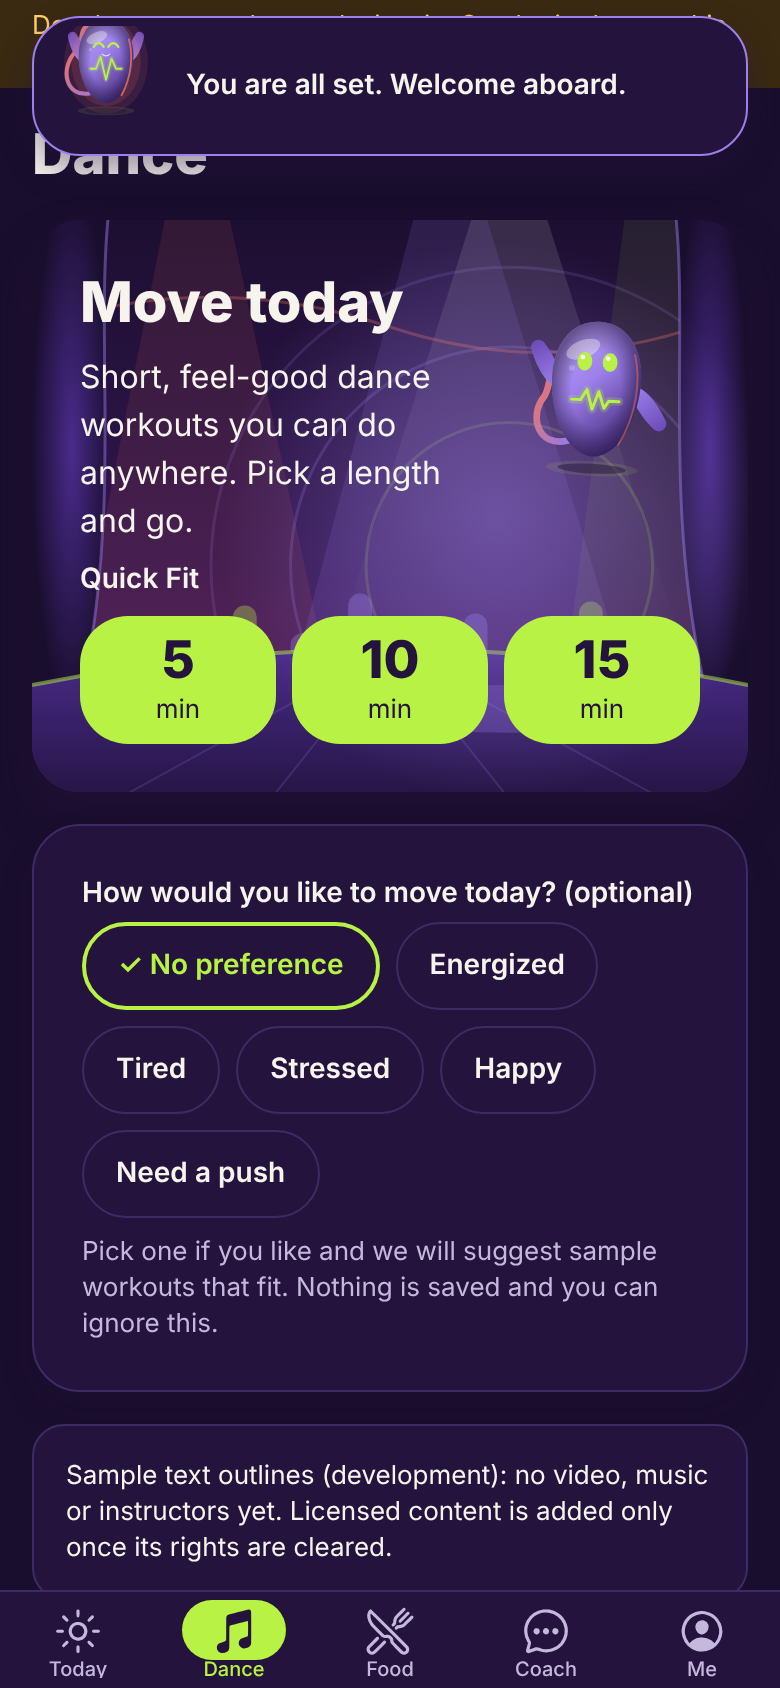 You are all set. Welcome aboard.
Dance
Move today
Short, feel-good dance
workouts you can do
anywhere. Pick a length
and go.
Quick Fit
5 10 15
min min min
How would you like to move today? (optional)
✓ No preference Energized
Tired Stressed Happy
Need a push
Pick one if you like and we will suggest sample
workouts that fit. Nothing is saved and you can
ignore this.
Sample text outlines (development): no video, music
or instructors yet. Licensed content is added only
once its rights are cleared.
Today Dance Food Coach Me